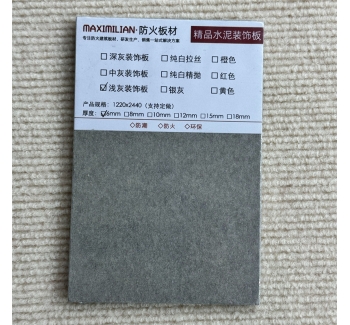 MAXIMILIAN·防火板材
专注防火建筑板材，研发生产、销售一站式解决方案
精品水泥装饰板
□深灰装饰板 □纯白拉丝 □橙色
□中灰装饰板 □纯白精抛 □红色
☑浅灰装饰板 □银灰 □黄色
产品规格：1220x2440（支持定做）
厚度：☑6mm□8mm□10mm□12mm□15mm□18mm
◇防潮 ◇防火 ◇环保